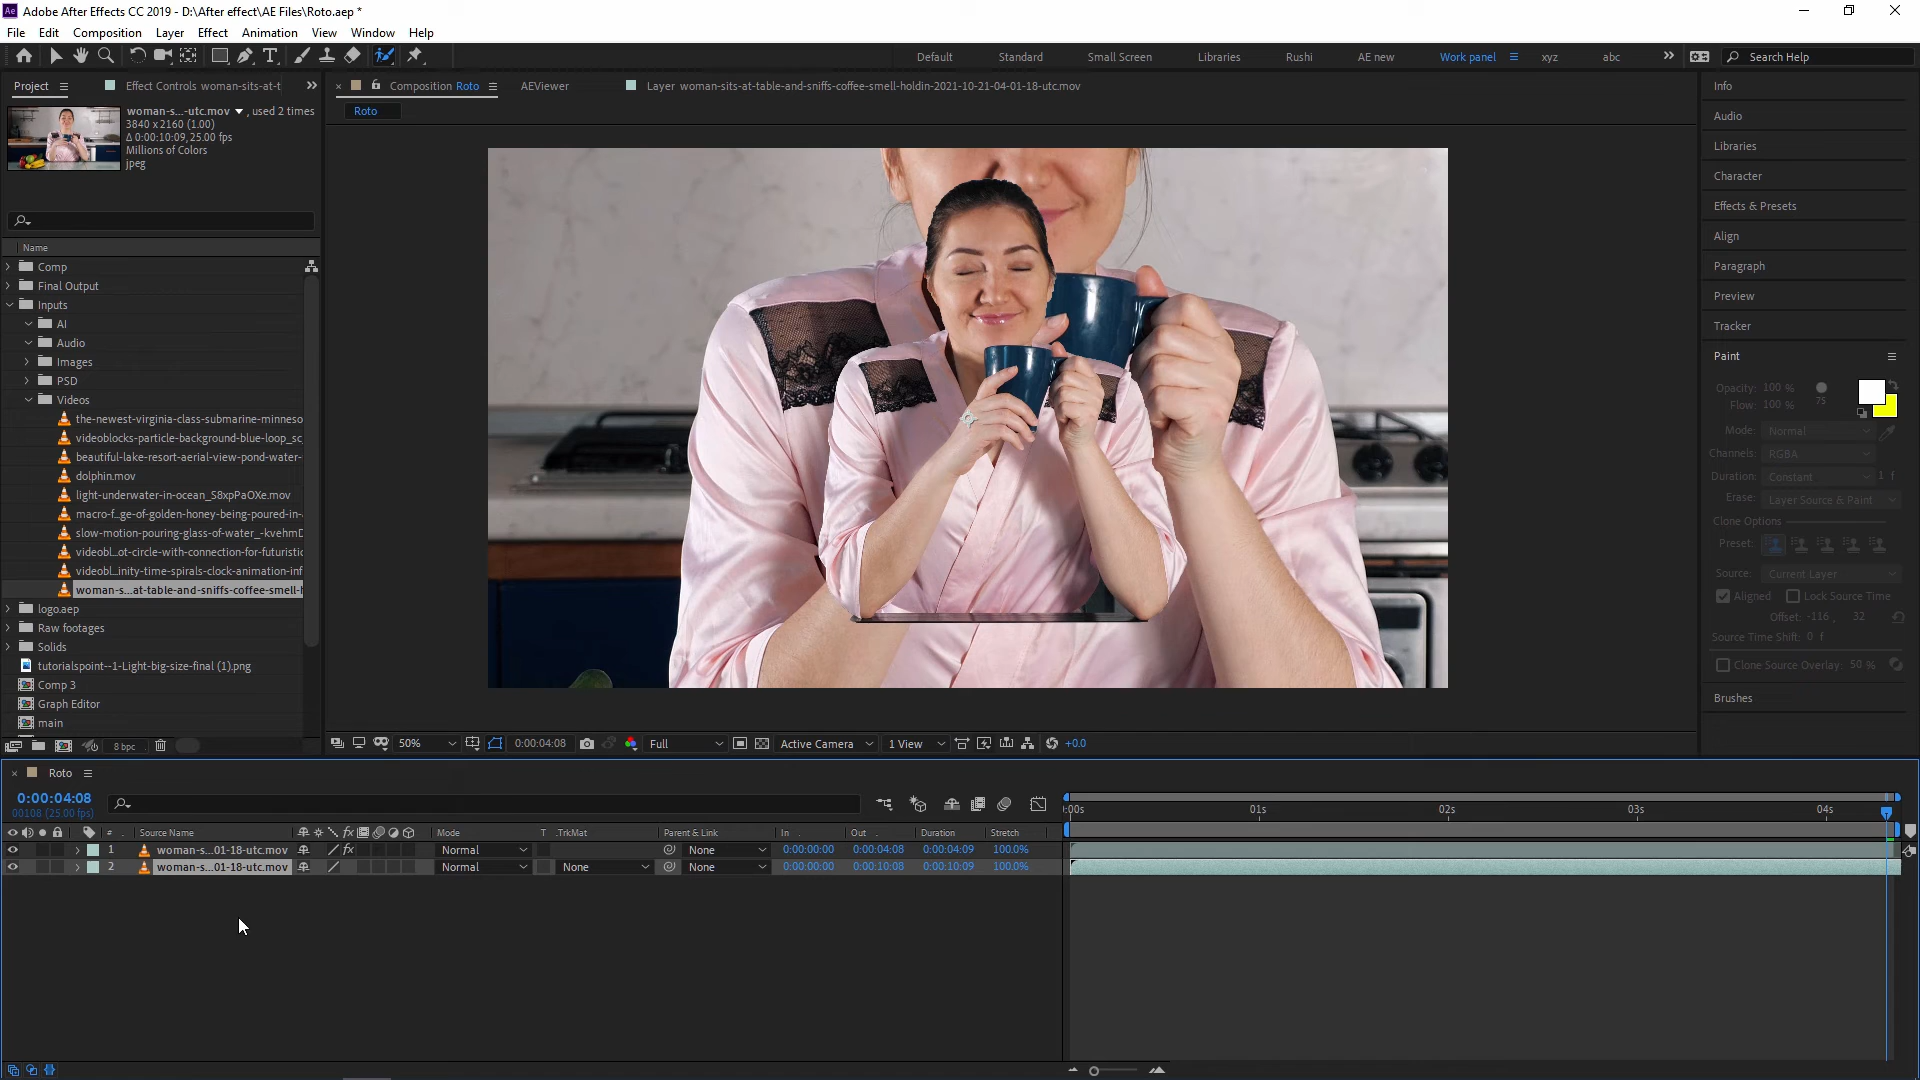 Adobe After Effects CC 2019 - D:\After effect\AE Files\Roto.aep *
File Edit Composition Layer Effect Animation View Window Help
Default Standard Small Screen Libraries Rushi AE new Work panel xyz abc Search Help
Project Effect Controls woman-sits-at-t
Composition Roto AEViewer Layer woman-sits-at-table-and-sniffs-coffee-smell-holdin-2021-10-21-04-01-18-utc.mov
Roto
woman-s...-utc.mov , used 2 times
3840 x 2160 (1.00)
Δ 0:00:10:09, 25.00 fps
Millions of Colors
jpeg
Name
Comp
Final Output
Inputs
AI
Audio
Images
PSD
Videos
the-newest-virginia-class-submarine-minneso
videoblocks-particle-background-blue-loop_sc
beautiful-lake-resort-aerial-view-pond-water-
dolphin.mov
light-underwater-in-ocean_S8xpPaOXe.mov
macro-f...ge-of-golden-honey-being-poured-in-
slow-motion-pouring-glass-of-water_-kvehmD
videobl...ot-circle-with-connection-for-futuristic
videobl...inity-time-spirals-clock-animation-inf
woman-s...at-table-and-sniffs-coffee-smell-h
logo.aep
Raw footages
Solids
tutorialspoint--1-Light-big-size-final (1).png
Comp 3
Graph Editor
main
8 bpc
50% 0:00:04:08 Full Active Camera 1 View +0.0
Info
Audio
Libraries
Character
Effects & Presets
Align
Paragraph
Preview
Tracker
Paint
Opacity: 100 %
Flow: 100 % 75
Mode: Normal
Channels: RGBA
Duration: Constant 1 f
Erase: Layer Source & Paint
Clone Options
Preset:
Source: Current Layer
Aligned Lock Source Time
Offset: -116 , 32
Source Time Shift: 0 f
Clone Source Overlay: 50 %
Brushes
Roto
0:00:04:08
00108 (25.00 fps)
:00s 01s 02s 03s 04s
# Source Name Mode T .TrkMat Parent & Link In Out Duration Stretch
1 woman-s...01-18-utc.mov fx Normal None 0:00:00:00 0:00:04:08 0:00:04:09 100.0%
2 woman-s...01-18-utc.mov Normal None None 0:00:00:00 0:00:10:08 0:00:10:09 100.0%